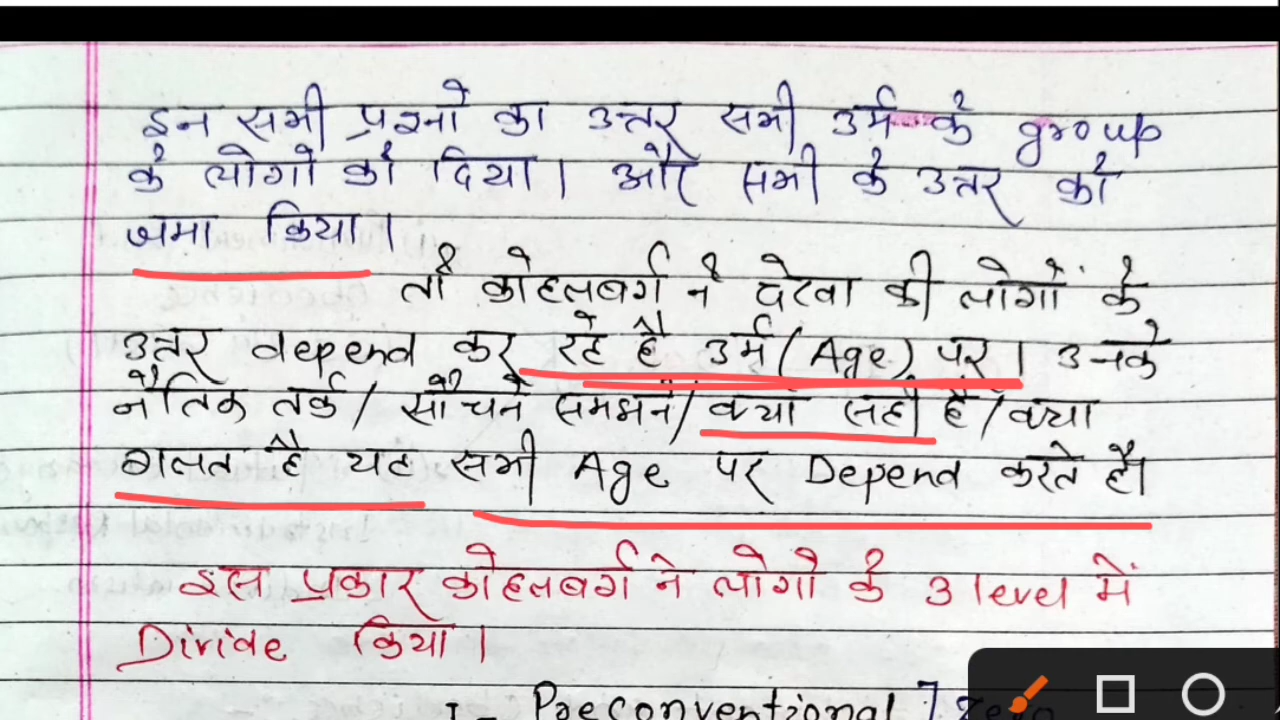 इन सभी प्रश्नो का उत्तर सभी उर्म के group
के लोगो को दिया। और सभी के उत्तर को
जमा किया।
तो कोहलबर्ग ने देखा की लोगों के
उत्तर depend कर रहे है उर्म (Age) पर। उनके
नैतिक तर्क/ सोचने समझने/ क्या सही है/ क्या
गलत है यह सभी Age पर Depend करते है।
इस प्रकार कोहलबर्ग ने लोगो के 3 level में
Divide किया।
I- Preconventional